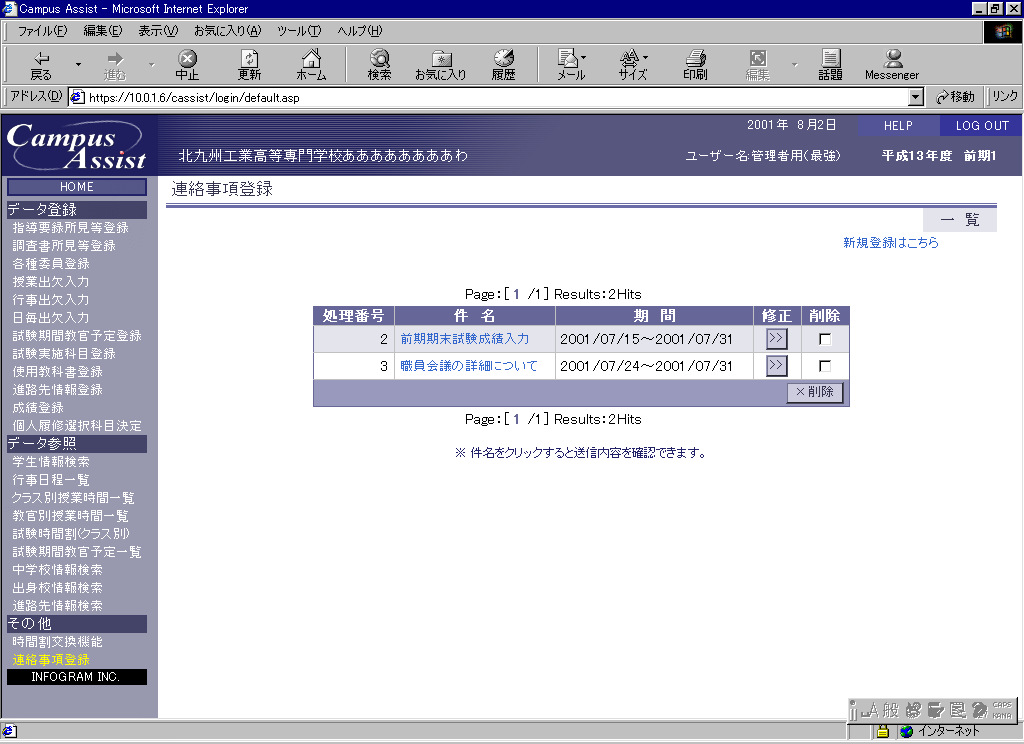 Campus Assist - Microsoft Internet Explorer
ファイル(F) 編集(E) 表示(V) お気に入り(A) ツール(T) ヘルプ(H)
戻る 進む 中止 更新 ホーム 検索 お気に入り 履歴 メール サイズ 印刷 編集 話題 Messenger
アドレス(D) https://10.0.1.6/cassist/login/default.asp 移動 リンク
2001年 8月2日 HELP LOG OUT
Campus
Assist
北九州工業高等専門学校ああああああああわ ユーザー名:管理者用(最強) 平成13年度 前期1
HOME
データ登録
指導要録所見等登録
調査書所見等登録
各種委員登録
授業出欠入力
行事出欠入力
日毎出欠入力
試験期間教官予定登録
試験実施科目登録
使用教科書登録
進路先情報登録
成績登録
個人履修選択科目決定
データ参照
学生情報検索
行事日程一覧
クラス別授業時間一覧
教官別授業時間一覧
試験時間割(クラス別)
試験期間教官予定一覧
中学校情報検索
出身校情報検索
進路先情報検索
その他
時間割交換機能
連絡事項登録
INFOGRAM INC.
連絡事項登録
一 覧
新規登録はこちら
Page:[ 1 /1] Results:2Hits
処理番号 件 名 期 間 修正 削除
2 前期期末試験成績入力 2001/07/15～2001/07/31 >>
3 職員会議の詳細について 2001/07/24～2001/07/31 >>
×削除
Page:[ 1 /1] Results:2Hits
※ 件名をクリックすると送信内容を確認できます。
A 般 CAPS
KANA
インターネット